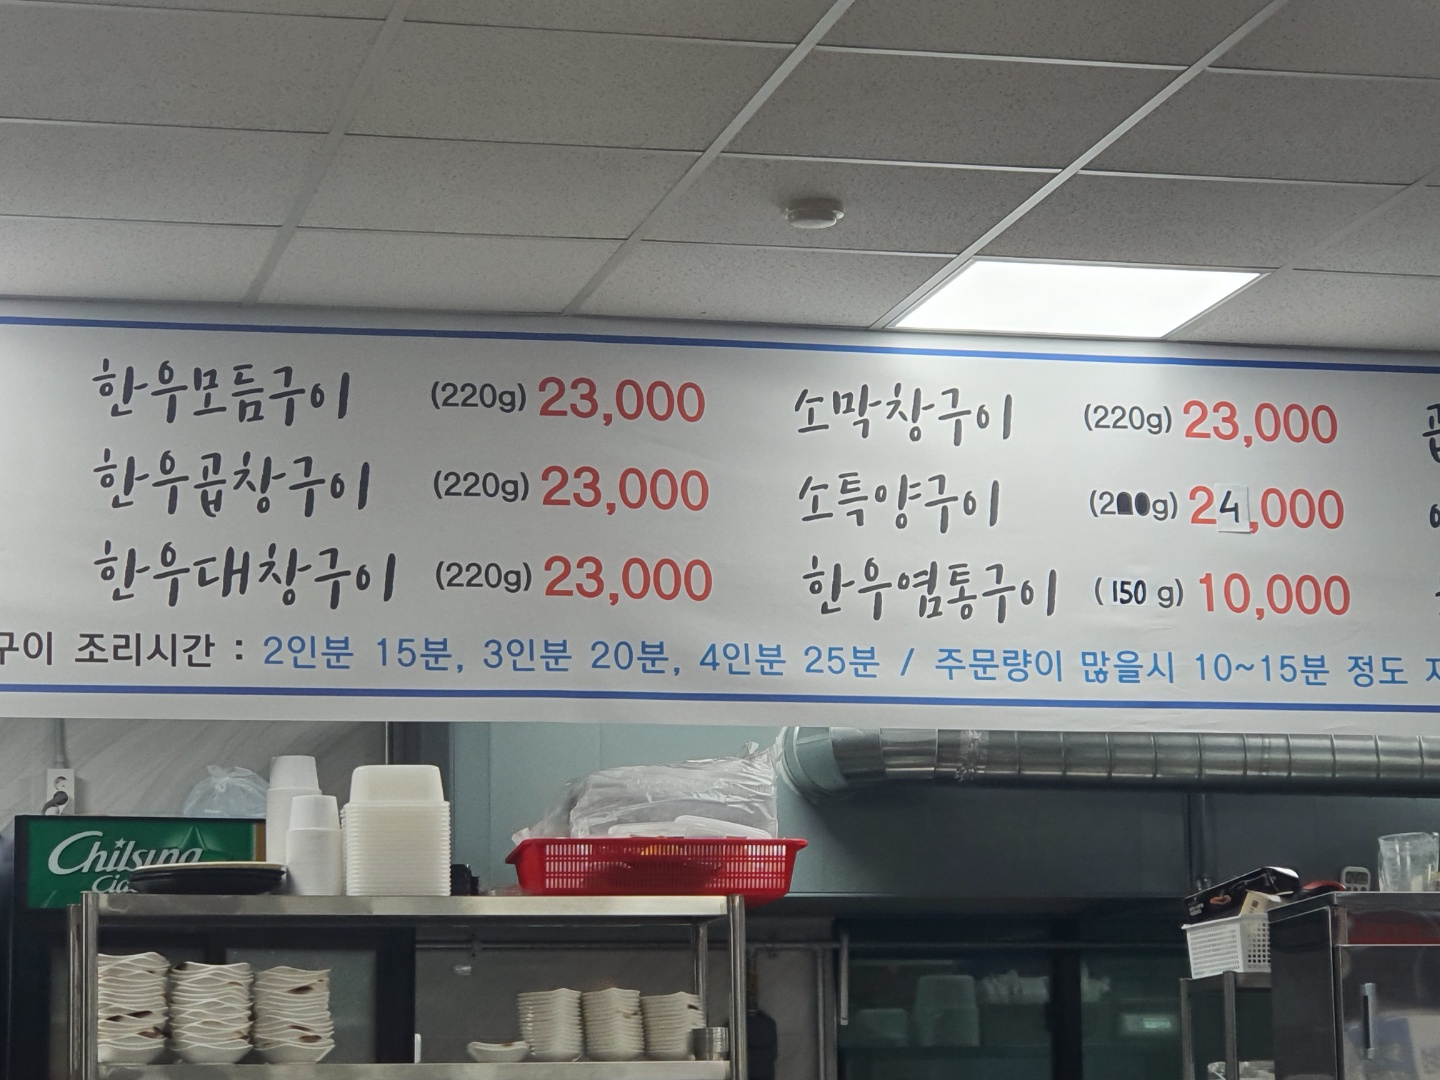 한우모듬구이 (220g) 23,000
한우곱창구이 (220g) 23,000
한우대창구이 (220g) 23,000
소막창구이 (220g) 23,000
소특양구이 (200g) 24,000
한우염통구이 (150 g) 10,000
구이 조리시간 : 2인분 15분, 3인분 20분, 4인분 25분 / 주문량이 많을시 10~15분 정도
Chilsung